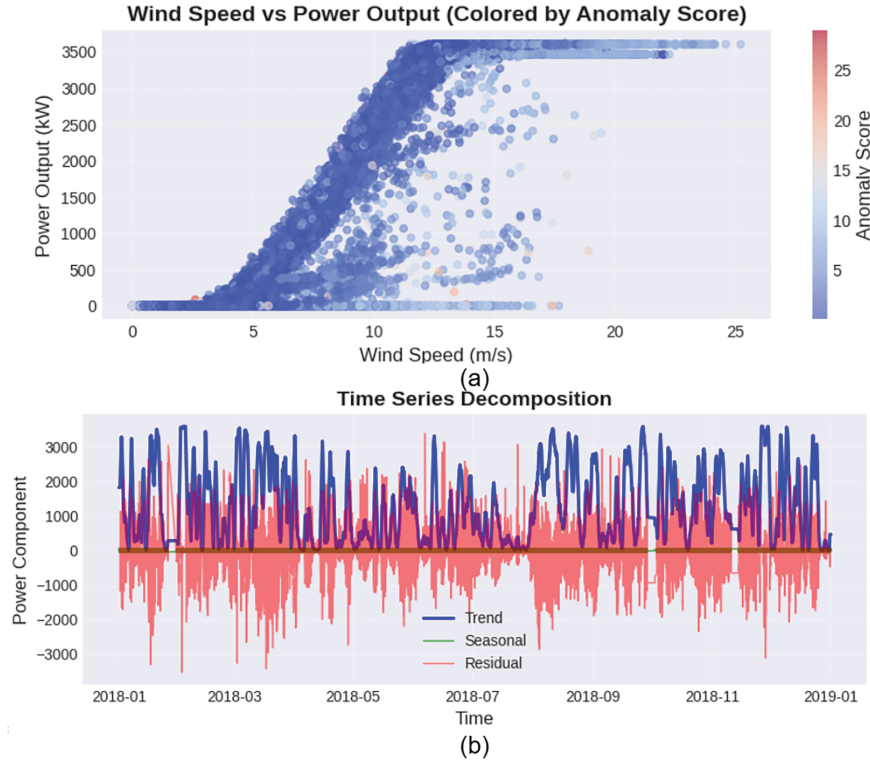 Wind Speed vs Power Output (Colored by Anomaly Score)
Power Output (kW)
3500
3000
2500
2000
1500
1000
500
0
0 5 10 15 20 25
Wind Speed (m/s)
25
20
15
10
5
Anomaly Score
(a)
Time Series Decomposition
Power Component
3000
2000
1000
0
−1000
−2000
−3000
Trend
Seasonal
Residual
2018-01 2018-03 2018-05 2018-07 2018-09 2018-11 2019-01
Time
(b)